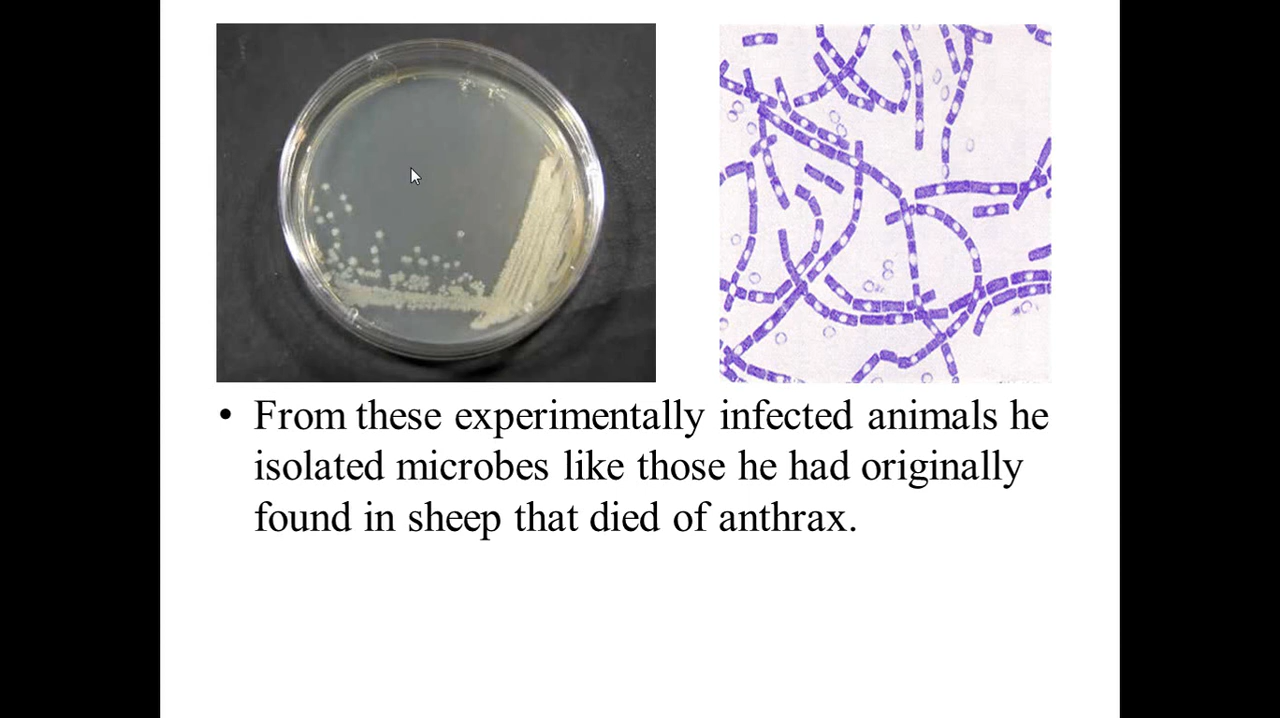 • From these experimentally infected animals he
isolated microbes like those he had originally
found in sheep that died of anthrax.